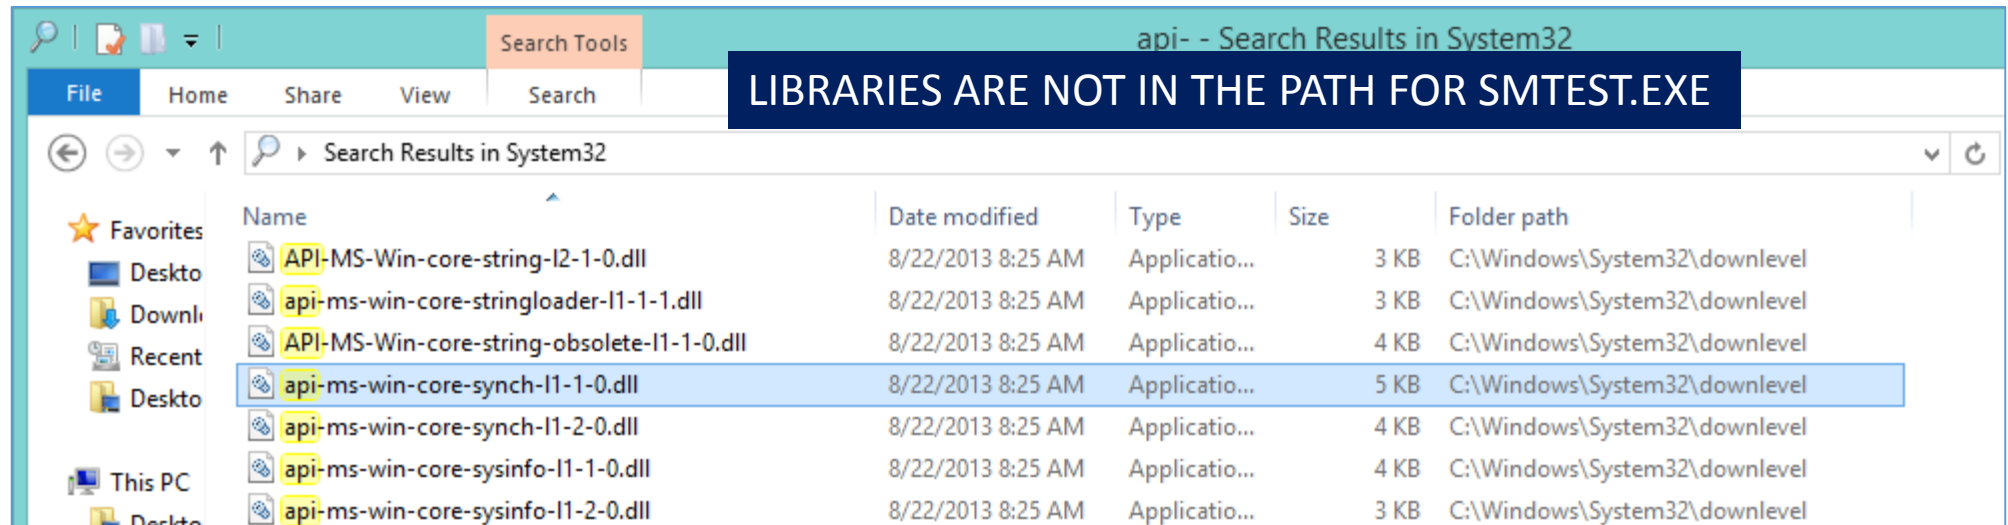 Search Tools
api- - Search Results in System32
LIBRARIES ARE NOT IN THE PATH FOR SMTEST.EXE
File Home Share View Search
Search Results in System32
Name Date modified Type Size Folder path
Favorites
Deskto
Downl
Recent
Deskto
This PC
Deskto
API-MS-Win-core-string-l2-1-0.dll 8/22/2013 8:25 AM Applicatio... 3 KB C:\Windows\System32\downlevel
api-ms-win-core-stringloader-l1-1-1.dll 8/22/2013 8:25 AM Applicatio... 3 KB C:\Windows\System32\downlevel
API-MS-Win-core-string-obsolete-l1-1-0.dll 8/22/2013 8:25 AM Applicatio... 4 KB C:\Windows\System32\downlevel
api-ms-win-core-synch-l1-1-0.dll 8/22/2013 8:25 AM Applicatio... 5 KB C:\Windows\System32\downlevel
api-ms-win-core-synch-l1-2-0.dll 8/22/2013 8:25 AM Applicatio... 4 KB C:\Windows\System32\downlevel
api-ms-win-core-sysinfo-l1-1-0.dll 8/22/2013 8:25 AM Applicatio... 4 KB C:\Windows\System32\downlevel
api-ms-win-core-sysinfo-l1-2-0.dll 8/22/2013 8:25 AM Applicatio... 3 KB C:\Windows\System32\downlevel